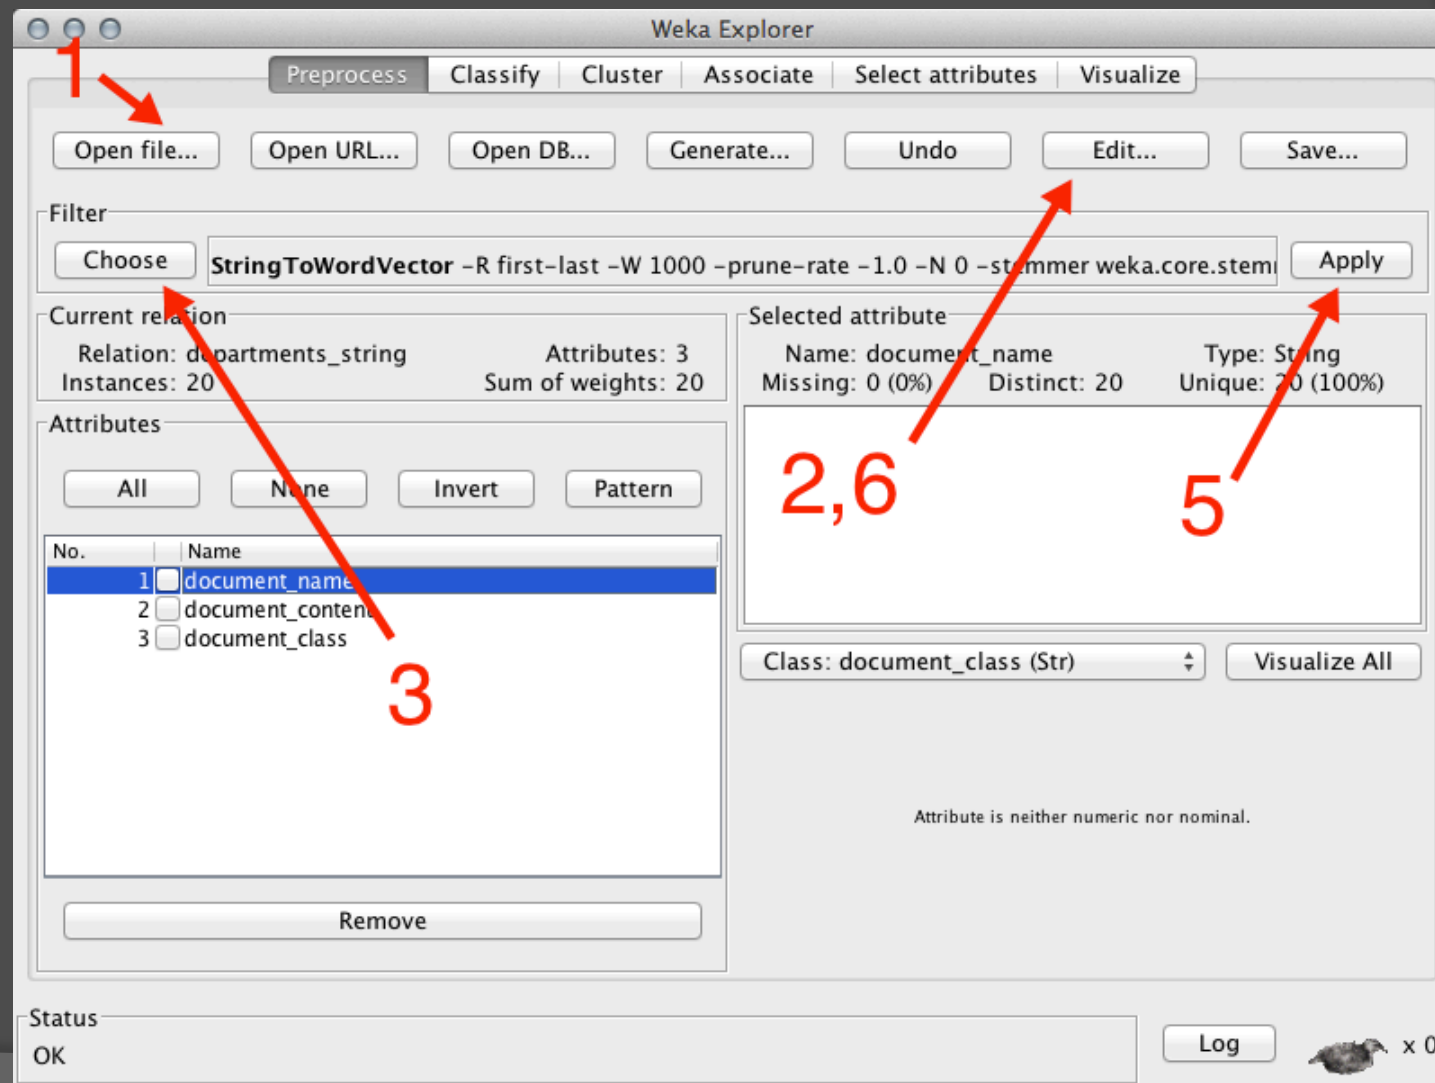 Weka Explorer
1
Preprocess Classify Cluster Associate Select attributes Visualize
Open file... Open URL... Open DB... Generate... Undo Edit... Save...
Filter
Choose StringToWordVector -R first-last -W 1000 -prune-rate -1.0 -N 0 -stemmer weka.core.stem Apply
Current relation
Relation: departments_string Attributes: 3
Instances: 20 Sum of weights: 20
Selected attribute
Name: document_name Type: String
Missing: 0 (0%) Distinct: 20 Unique: 20 (100%)
Attributes
All None Invert Pattern
No. Name
1 document_name
2 document_content
3 document_class
3
2,6
5
Class: document_class (Str) Visualize All
Attribute is neither numeric nor nominal.
Remove
Status
OK
Log x 0